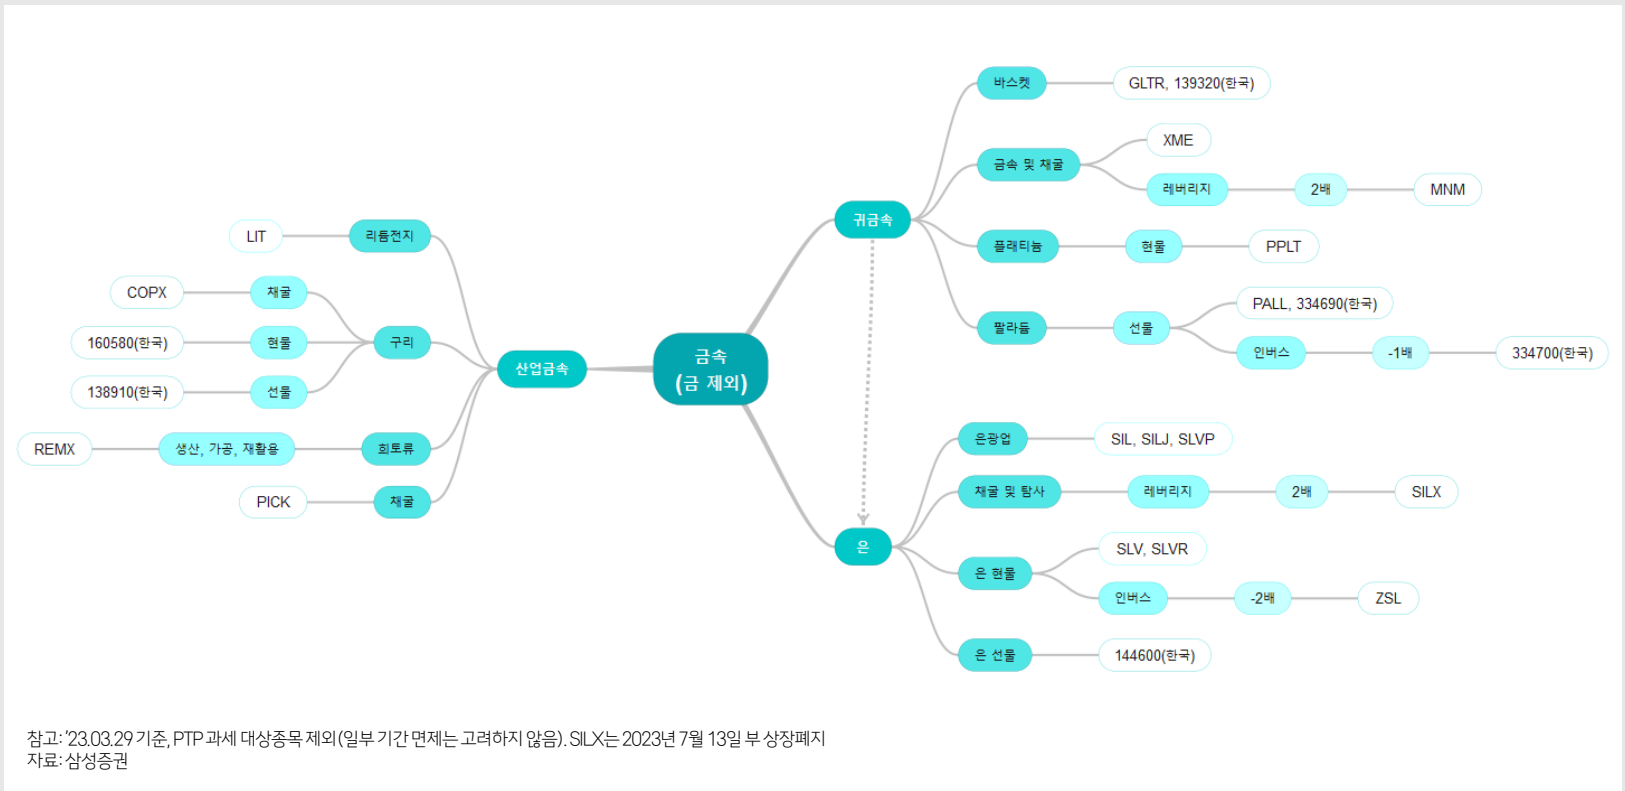 금속
(금 제외)
귀금속
바스켓
GLTR, 139320(한국)
금속 및 채굴
XME
레버리지
2배
MNM
플래티늄
현물
PPLT
팔라듐
선물
PALL, 334690(한국)
인버스
-1배
334700(한국)
은
은광업
SIL, SILJ, SLVP
채굴 및 탐사
레버리지
2배
SILX
은 현물
SLV, SLVR
인버스
-2배
ZSL
은 선물
144600(한국)
산업금속
리튬전지
LIT
구리
채굴
COPX
현물
160580(한국)
선물
138910(한국)
희토류
생산, 가공, 재활용
REMX
채굴
PICK
참고: '23.03.29 기준, PTP 과세 대상종목 제외(일부 기간 면제는 고려하지 않음). SILX는 2023년 7월 13일 부 상장폐지
자료: 삼성증권